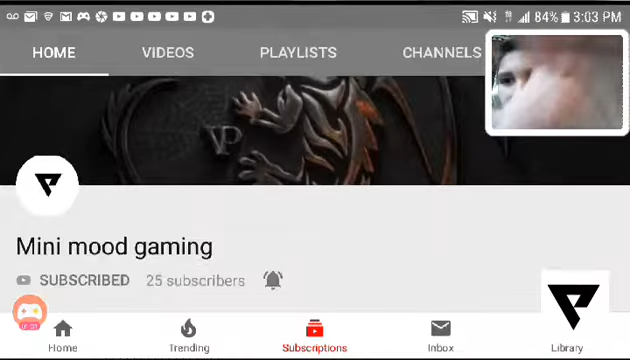 84% 3:03 PM
HOME VIDEOS PLAYLISTS CHANNELS
VP
Mini mood gaming
SUBSCRIBED 25 subscribers
Home Trending Subscriptions Inbox Library